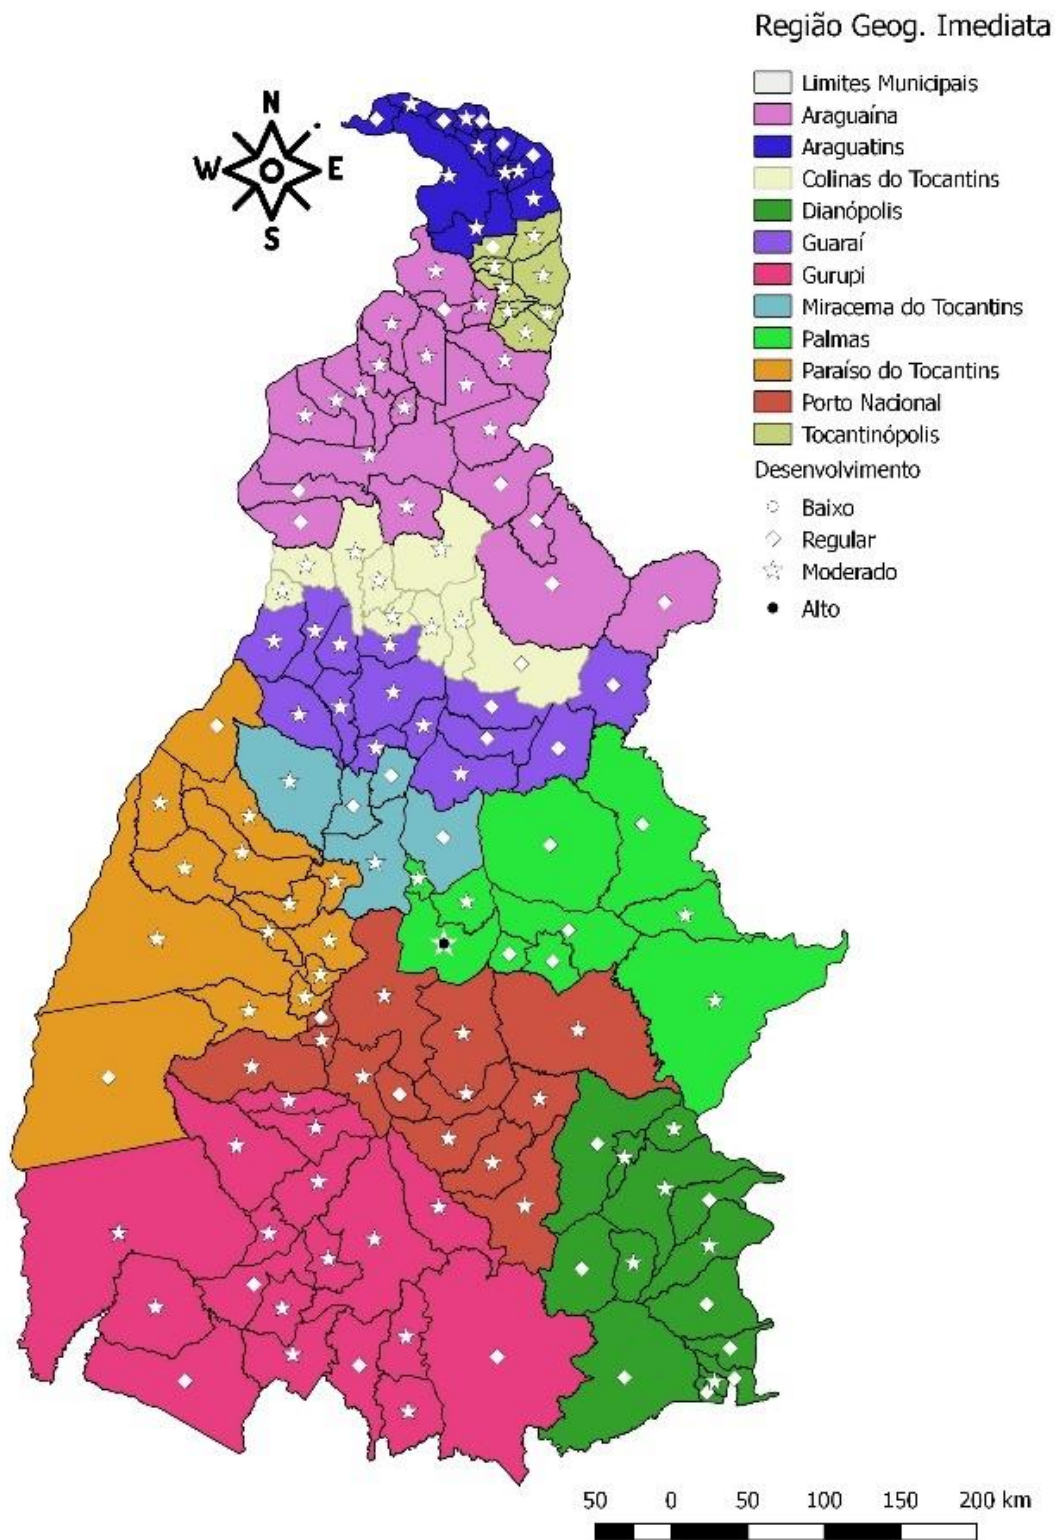 Região Geog. Imediata
Limites Municipais
Araguaína
Araguatins
Colinas do Tocantins
Dianópolis
Guaraí
Gurupi
Miracema do Tocantins
Palmas
Paraíso do Tocantins
Porto Nacional
Tocantinópolis
Desenvolvimento
Baixo
Regular
Moderado
Alto
N
W E
S
50 0 50 100 150 200 km